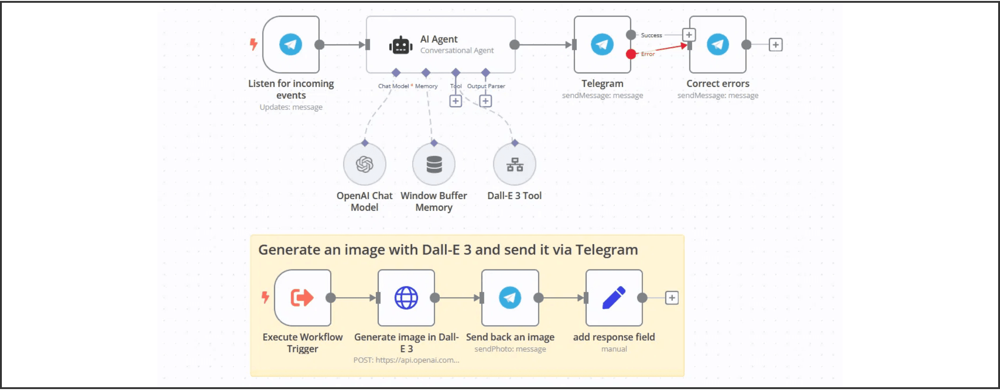 AI Agent
Conversational Agent
Success
Error
Chat Model *
Memory
Tool
Output Parser
Listen for incoming
events
Updates: message
Telegram
sendMessage: message
Correct errors
sendMessage: message
OpenAI Chat
Model
Window Buffer
Memory
Dall-E 3 Tool
Generate an image with Dall-E 3 and send it via Telegram
Execute Workflow
Trigger
Generate image in Dall-
E 3
POST: https://api.openai.com...
Send back an image
sendPhoto: message
add response field
manual